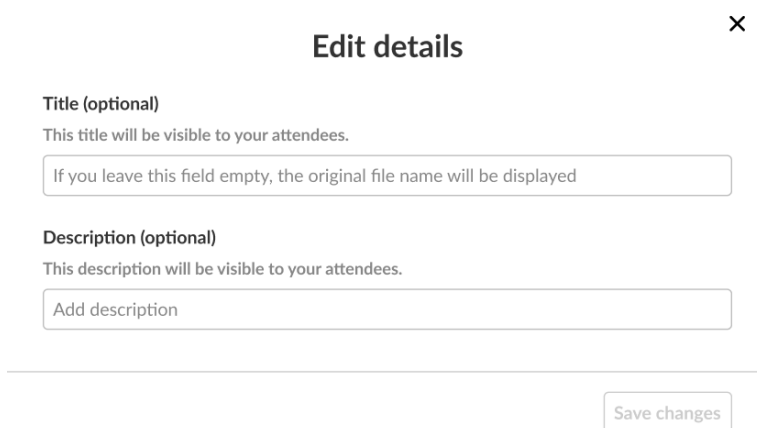 Edit details
Title (optional)
This title will be visible to your attendees.
If you leave this field empty, the original file name will be displayed
Description (optional)
This description will be visible to your attendees.
Add description
Save changes